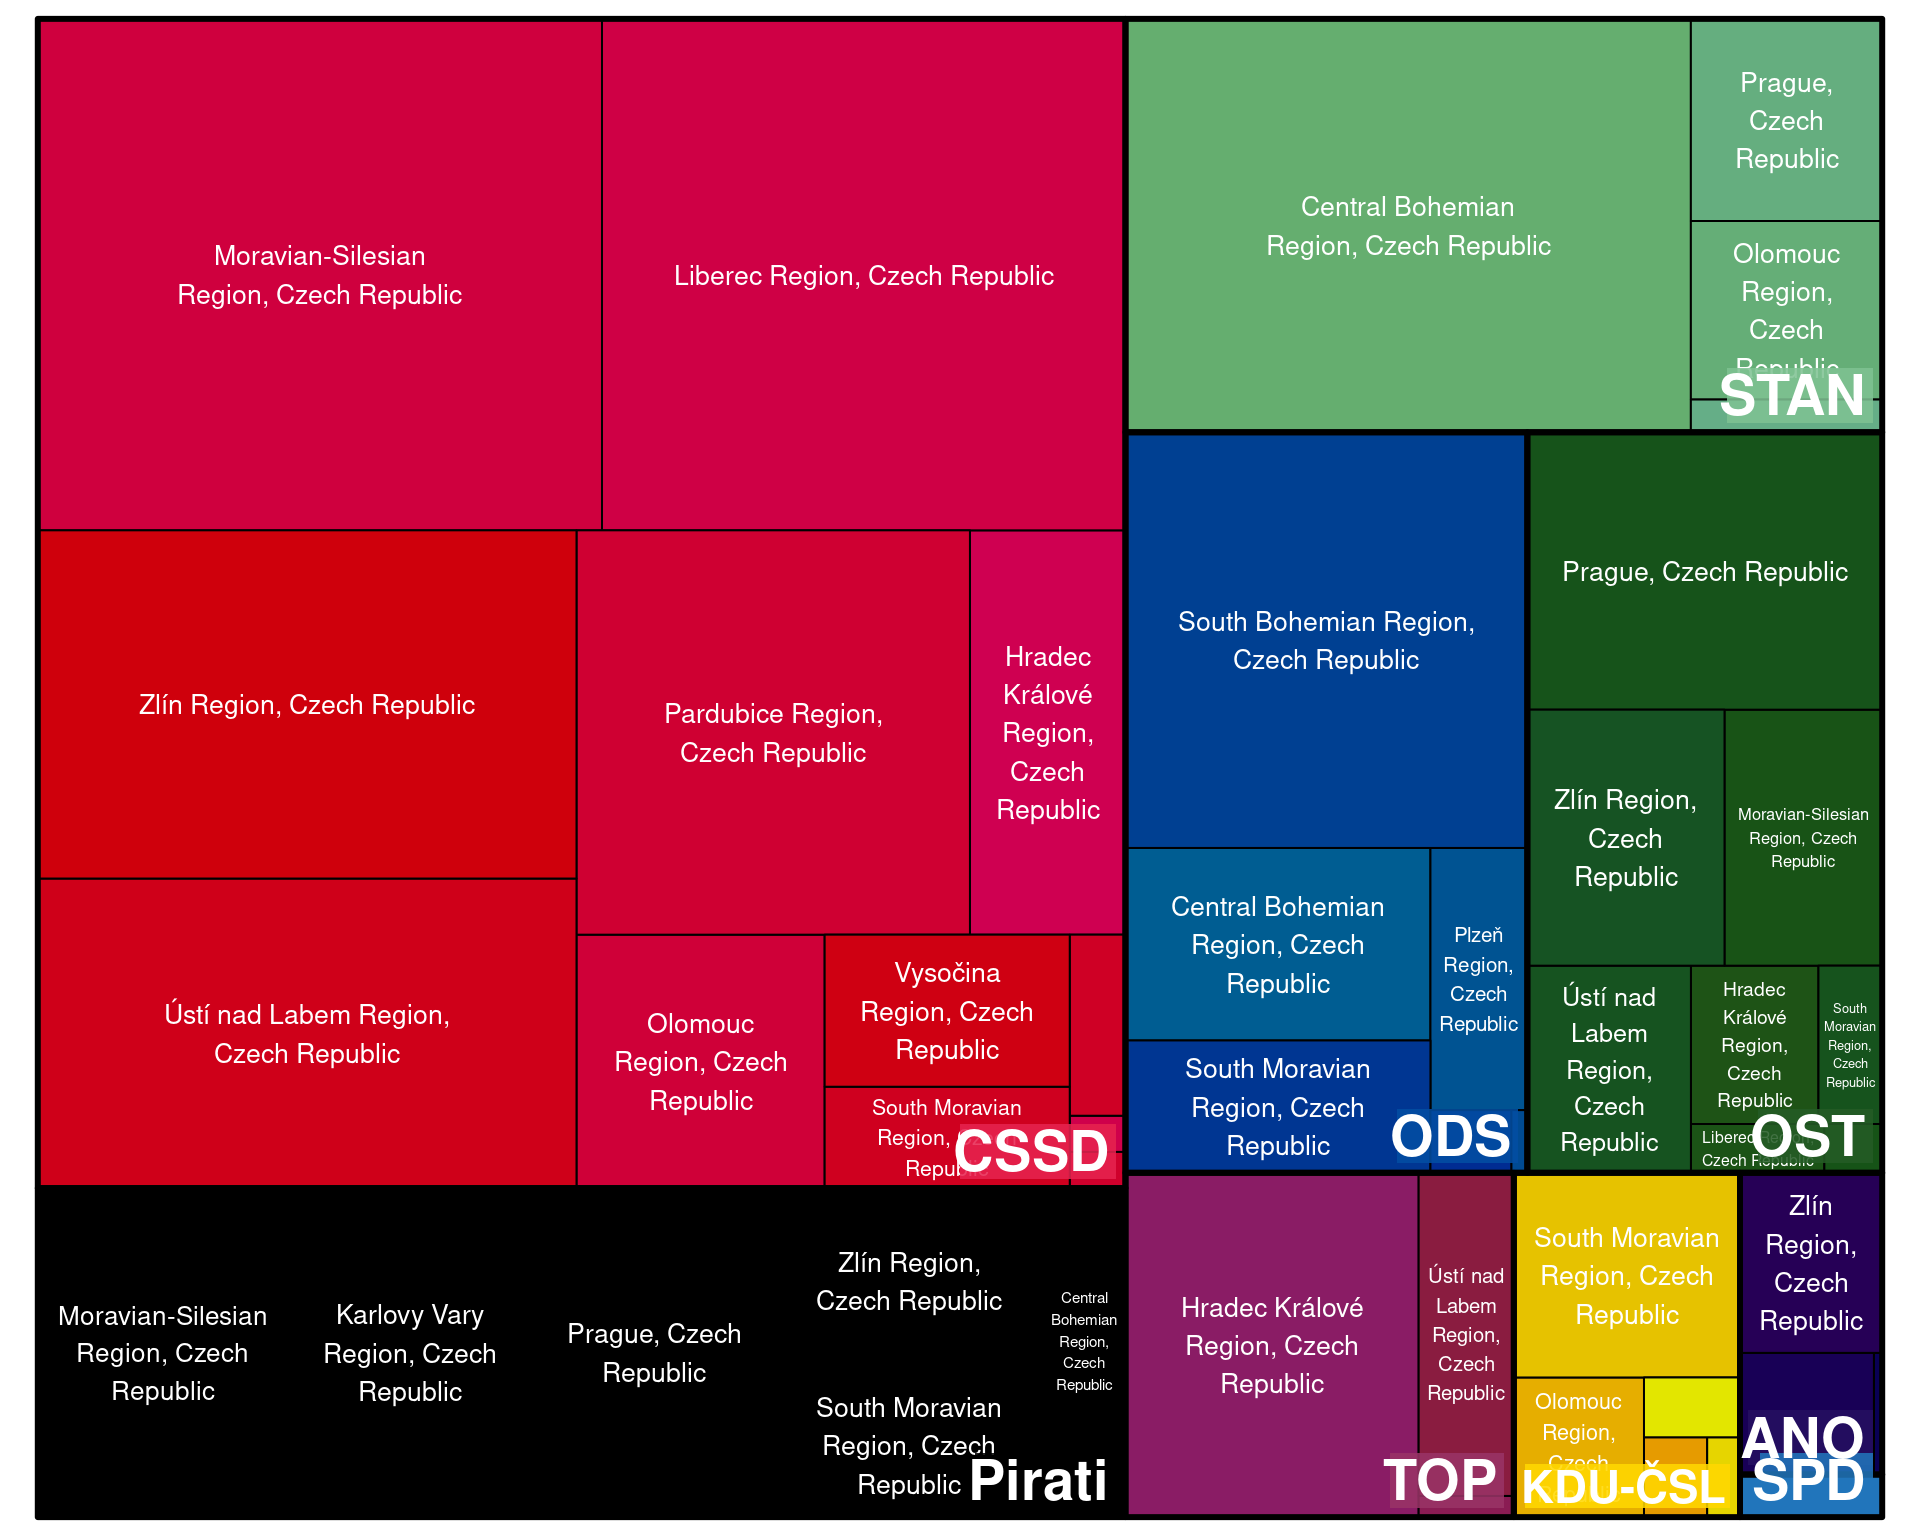 Moravian-Silesian
Region, Czech Republic
Liberec Region, Czech Republic
Zlín Region, Czech Republic
Ústí nad Labem Region,
Czech Republic
Pardubice Region,
Czech Republic
Hradec
Králové
Region,
Czech
Republic
Olomouc
Region, Czech
Republic
Vysočina
Region, Czech
Republic
South Moravian
Region, Czech
Republic
CSSD
Moravian-Silesian
Region, Czech
Republic
Karlovy Vary
Region, Czech
Republic
Prague, Czech
Republic
Zlín Region,
Czech Republic
South Moravian
Region, Czech
Republic
Central
Bohemian
Region,
Czech
Republic
Pirati
Central Bohemian
Region, Czech Republic
Prague,
Czech
Republic
Olomouc
Region,
Czech
Republic
STAN
South Bohemian Region,
Czech Republic
Central Bohemian
Region, Czech
Republic
Plzeň
Region,
Czech
Republic
South Moravian
Region, Czech
Republic
ODS
Prague, Czech Republic
Zlín Region,
Czech
Republic
Moravian-Silesian
Region, Czech
Republic
Ústí nad
Labem
Region,
Czech
Republic
Hradec
Králové
Region,
Czech
Republic
South
Moravian
Region,
Czech
Republic
Liberec Region,
Czech Republic
OST
Hradec Králové
Region, Czech
Republic
Ústí nad
Labem
Region,
Czech
Republic
TOP
South Moravian
Region, Czech
Republic
Olomouc
Region,
Czech
KDU-ČSL
Zlín
Region,
Czech
Republic
ANO
SPD